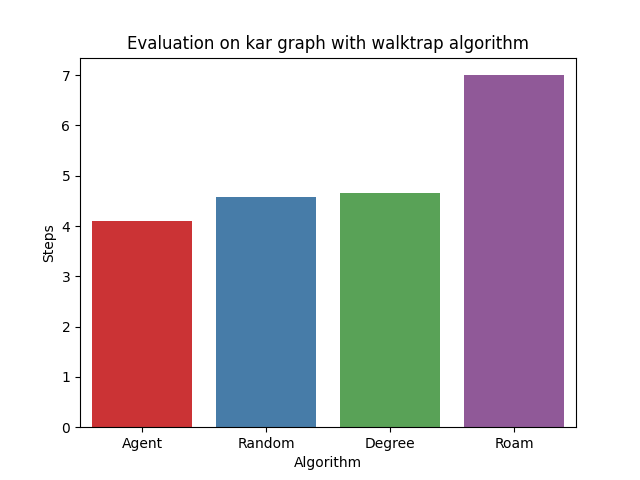 Evaluation on kar graph with walktrap algorithm
7
6
5
4
3
2
1
0
Steps
Agent Random Degree Roam
Algorithm